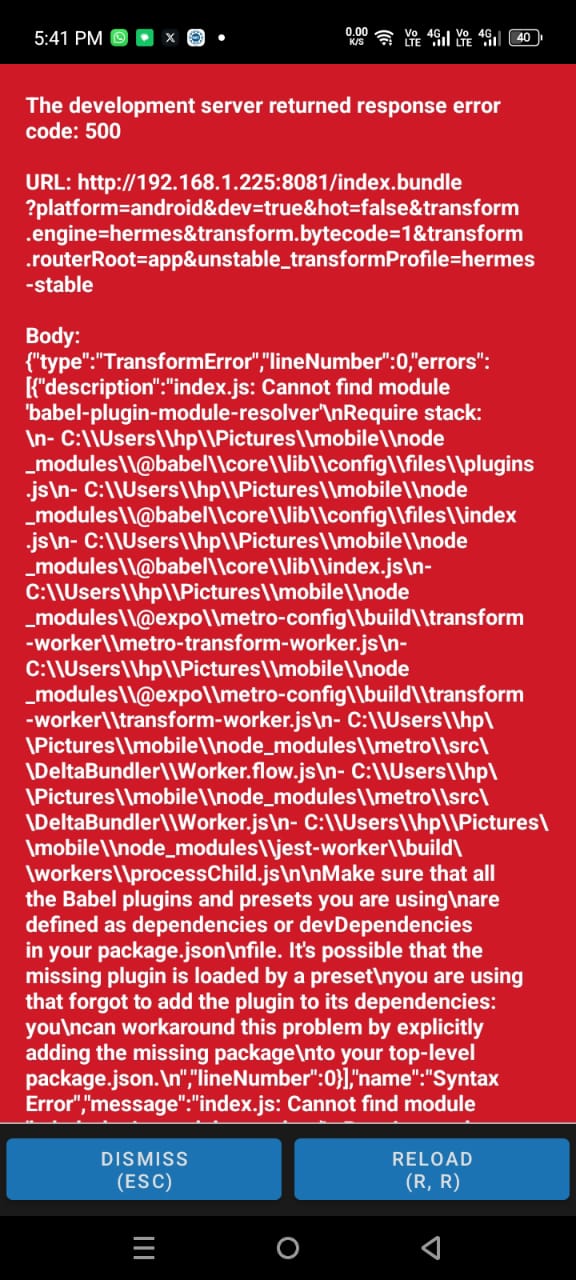 5:41 PM
0.00 K/S Vo LTE 4G Vo LTE 4G 40
The development server returned response error
code: 500
URL: http://192.168.1.225:8081/index.bundle
?platform=android&dev=true&hot=false&transform
.engine=hermes&transform.bytecode=1&transform
.routerRoot=app&unstable_transformProfile=hermes
-stable
Body:
{"type":"TransformError","lineNumber":0,"errors":
[{"description":"index.js: Cannot find module
'babel-plugin-module-resolver'\nRequire stack:
\n- C:\\Users\\hp\\Pictures\\mobile\\node
_modules\\@babel\\core\\lib\\config\\files\\plugins
.js\n- C:\\Users\\hp\\Pictures\\mobile\\node
_modules\\@babel\\core\\lib\\config\\files\\index
.js\n- C:\\Users\\hp\\Pictures\\mobile\\node
_modules\\@babel\\core\\lib\\index.js\n-
C:\\Users\\hp\\Pictures\\mobile\\node
_modules\\@expo\\metro-config\\build\\transform
-worker\\metro-transform-worker.js\n-
C:\\Users\\hp\\Pictures\\mobile\\node
_modules\\@expo\\metro-config\\build\\transform
-worker\\transform-worker.js\n- C:\\Users\\hp\
\Pictures\\mobile\\node_modules\\metro\\src\
\DeltaBundler\\Worker.flow.js\n- C:\\Users\\hp\
\Pictures\\mobile\\node_modules\\metro\\src\
\DeltaBundler\\Worker.js\n- C:\\Users\\hp\\Pictures\
\mobile\\node_modules\\jest-worker\\build\
\workers\\processChild.js\n\nMake sure that all
the Babel plugins and presets you are using\nare
defined as dependencies or devDependencies
in your package.json\nfile. It's possible that the
missing plugin is loaded by a preset\nyou are using
that forgot to add the plugin to its dependencies:
you\ncan workaround this problem by explicitly
adding the missing package\nto your top-level
package.json.\n","lineNumber":0}],"name":"Syntax
Error","message":"index.js: Cannot find module
DISMISS
(ESC)
RELOAD
(R, R)